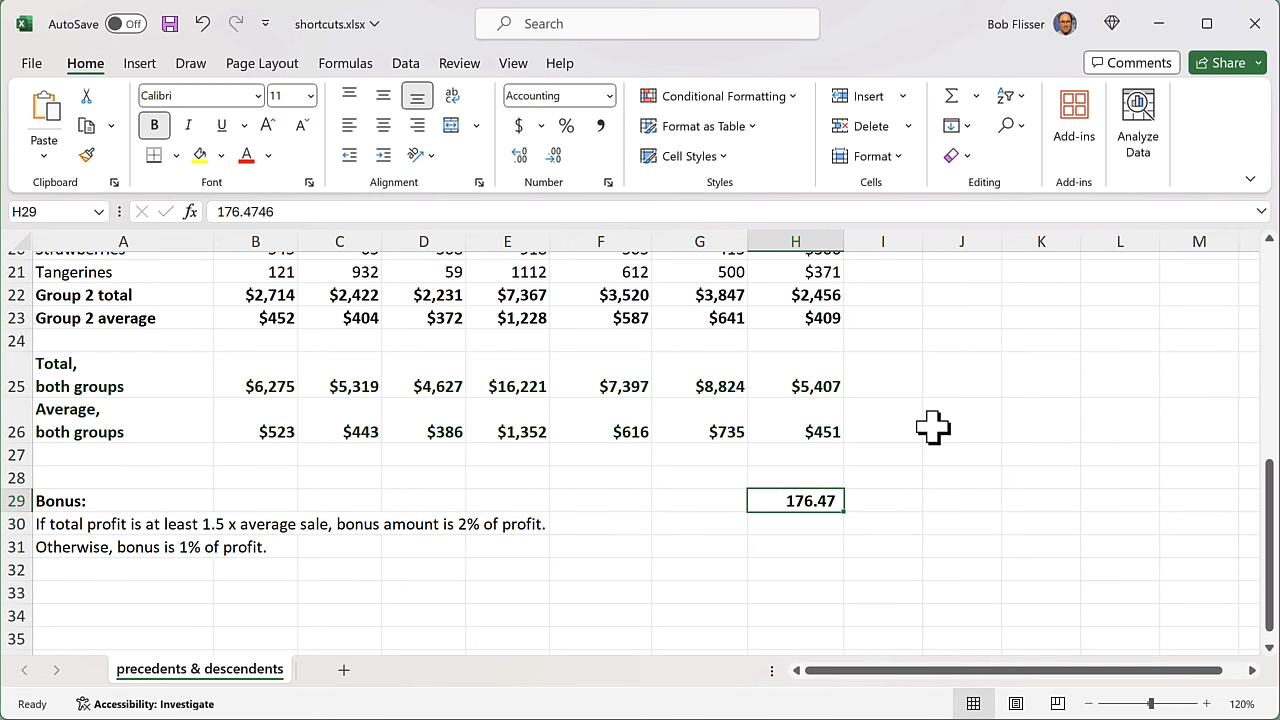 AutoSave Off shortcuts.xlsx Search Bob Flisser
File Home Insert Draw Page Layout Formulas Data Review View Help Comments Share
Calibri 11 ab Accounting Conditional Formatting Insert
Paste B I U A A $ % , Format as Table Delete Add-ins Analyze Data
A Cell Styles Format
Clipboard Font Alignment Number Styles Cells Editing Add-ins
H29 fx 176.4746
A B C D E F G H I J K L M
21 Tangerines 121 932 59 1112 612 500 $371
22 Group 2 total $2,714 $2,422 $2,231 $7,367 $3,520 $3,847 $2,456
23 Group 2 average $452 $404 $372 $1,228 $587 $641 $409
24
Total,
25 both groups $6,275 $5,319 $4,627 $16,221 $7,397 $8,824 $5,407
Average,
26 both groups $523 $443 $386 $1,352 $616 $735 $451
27
28
29 Bonus: 176.47
30 If total profit is at least 1.5 x average sale, bonus amount is 2% of profit.
31 Otherwise, bonus is 1% of profit.
32
33
34
35
precedents & descendents
Ready Accessibility: Investigate 120%